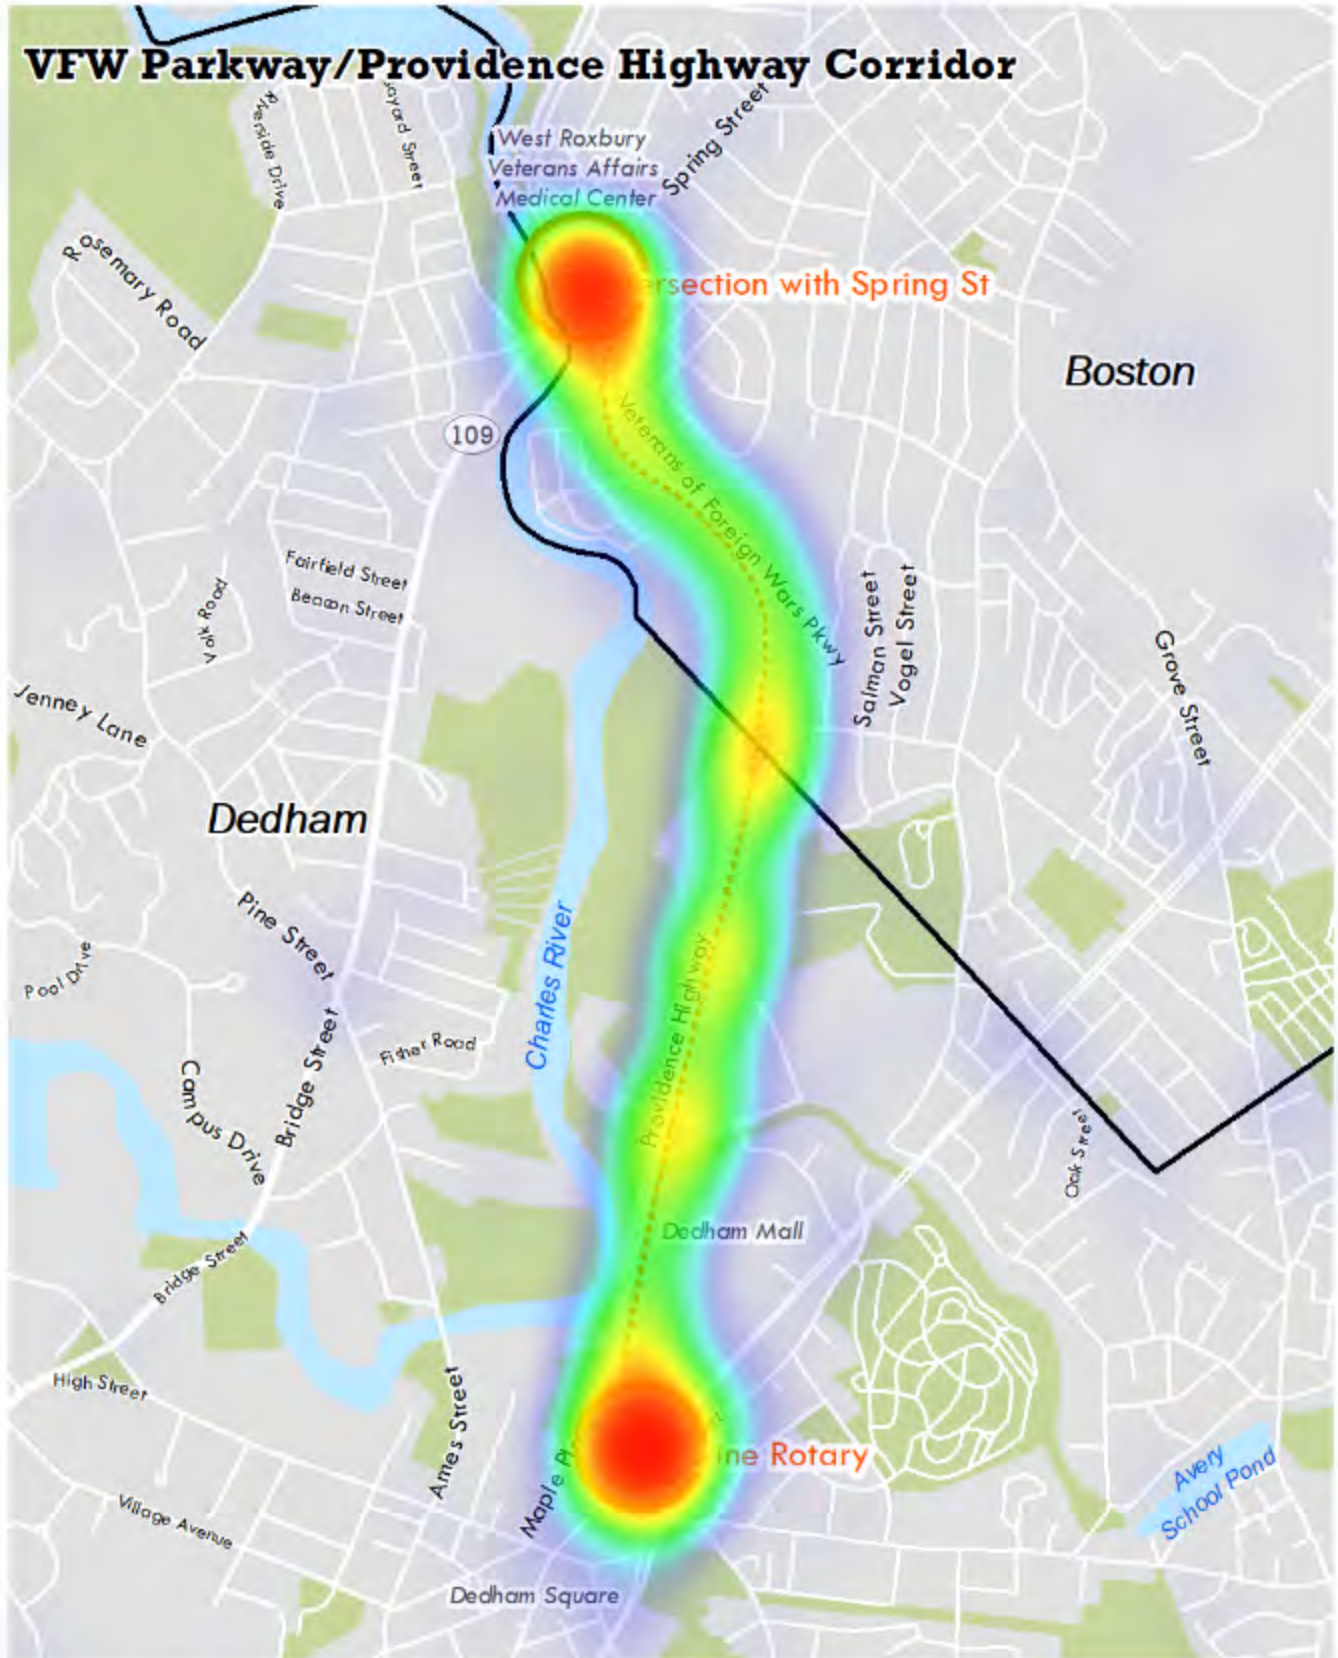 VFW Parkway/Providence Highway Corridor
Riverside Drive
ayard Street
West Roxbury
Veterans Affairs
Medical Center
Spring Street
Rosemary Road
ersection with Spring St
Boston
109
Veterans of Foreign Wars Pkwy
Fairfield Street
Beacon Street
Volk Road
Salman Street
Vogel Street
Grove Street
Jenney Lane
Dedham
Pine Street
Pool Drive
Charles River
Providence Highway
Bridge Street
Fisher Road
Campus Drive
Oak Street
Dedham Mall
Bridge Street
High Street
Ames Street
Maple Pl
ine Rotary
Avery
School Pond
Village Avenue
Dedham Square